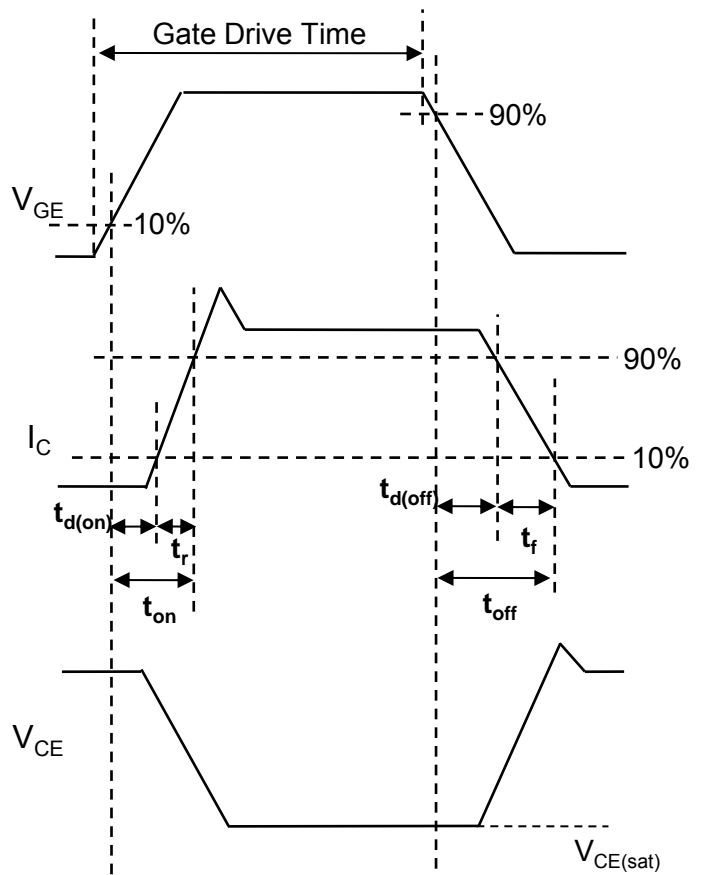 Gate Drive Time
90%
V_GE
10%
90%
I_C
10%
t_d(on)
t_r
t_d(off)
t_f
t_on
t_off
V_CE
V_CE(sat)